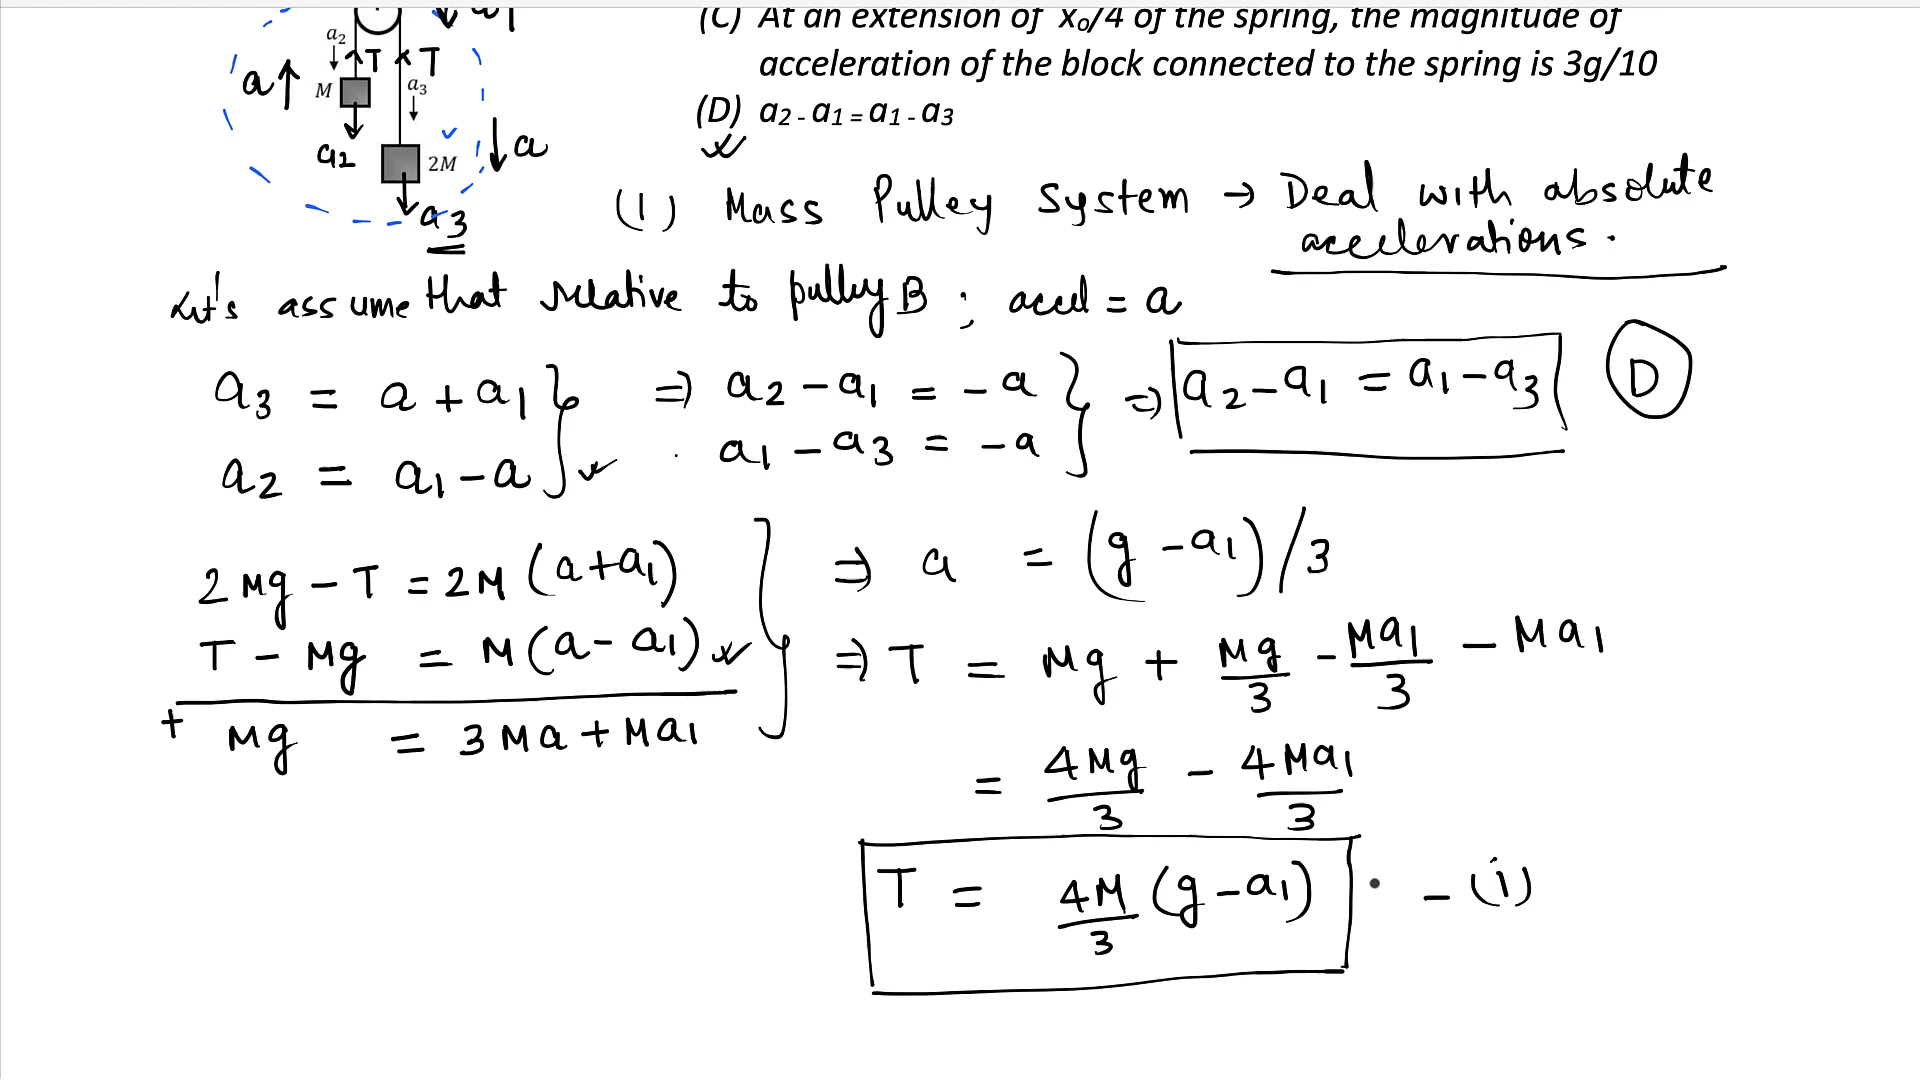 (C) At an extension of xo/4 of the spring, the magnitude of
acceleration of the block connected to the spring is 3g/10
(D) a2 - a1 = a1 - a3
a1
a2
T T
a M a3
a2 2M a
a3
(1) Mass Pulley System → Deal with absolute
accelerations.
Let's assume that relative to pulley B ; accel = a
a3 = a + a1 ⇒ a2 - a1 = -a ⇒ a2 - a1 = a1 - a3 D
a2 = a1 - a a1 - a3 = -a
2Mg - T = 2M (a+a1) ⇒ a = (g - a1)/3
T - Mg = M(a - a1) ⇒ T = Mg + Mg/3 - Ma1/3 - Ma1
+ Mg = 3Ma + Ma1
= 4Mg/3 - 4Ma1/3
T = 4M/3 (g - a1) - (i)